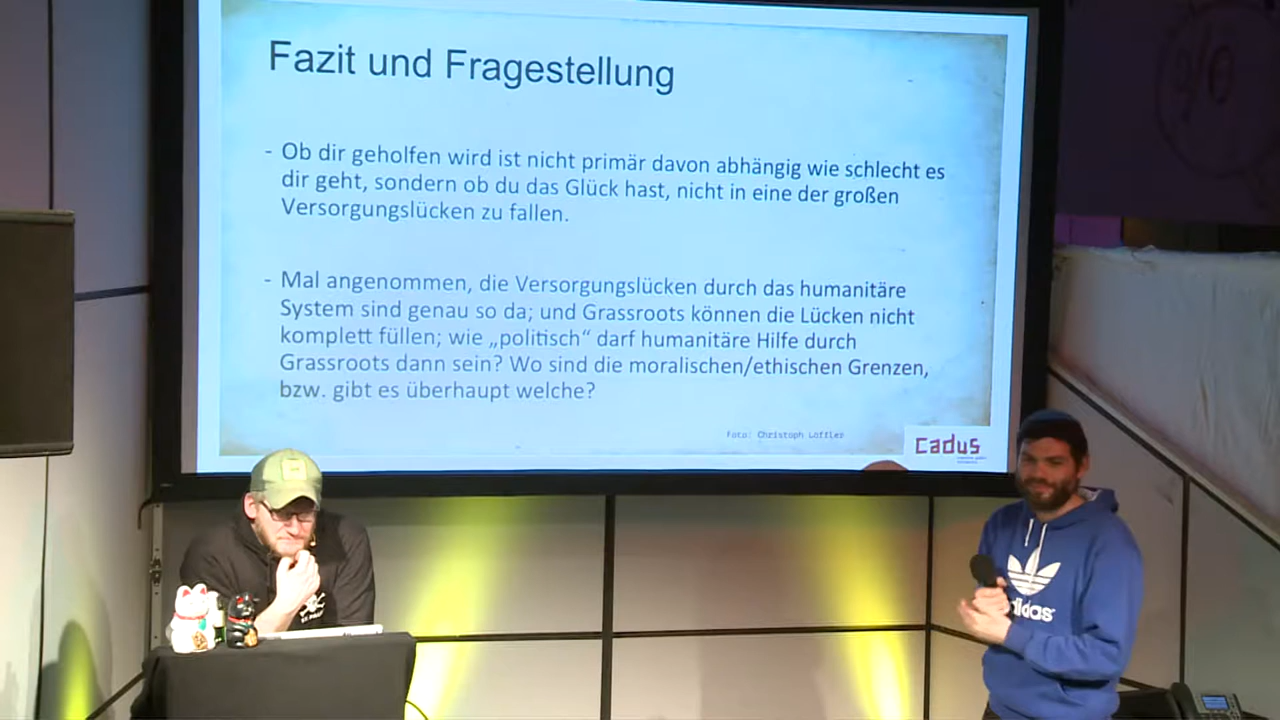 Fazit und Fragestellung
- Ob dir geholfen wird ist nicht primär davon abhängig wie schlecht es
dir geht, sondern ob du das Glück hast, nicht in eine der großen
Versorgungslücken zu fallen.
- Mal angenommen, die Versorgungslücken durch das humanitäre
System sind genau so da; und Grassroots können die Lücken nicht
komplett füllen; wie „politisch“ darf humanitäre Hilfe durch
Grassroots dann sein? Wo sind die moralischen/ethischen Grenzen,
bzw. gibt es überhaupt welche?
Foto: Christoph Löffler
cadus
adidas